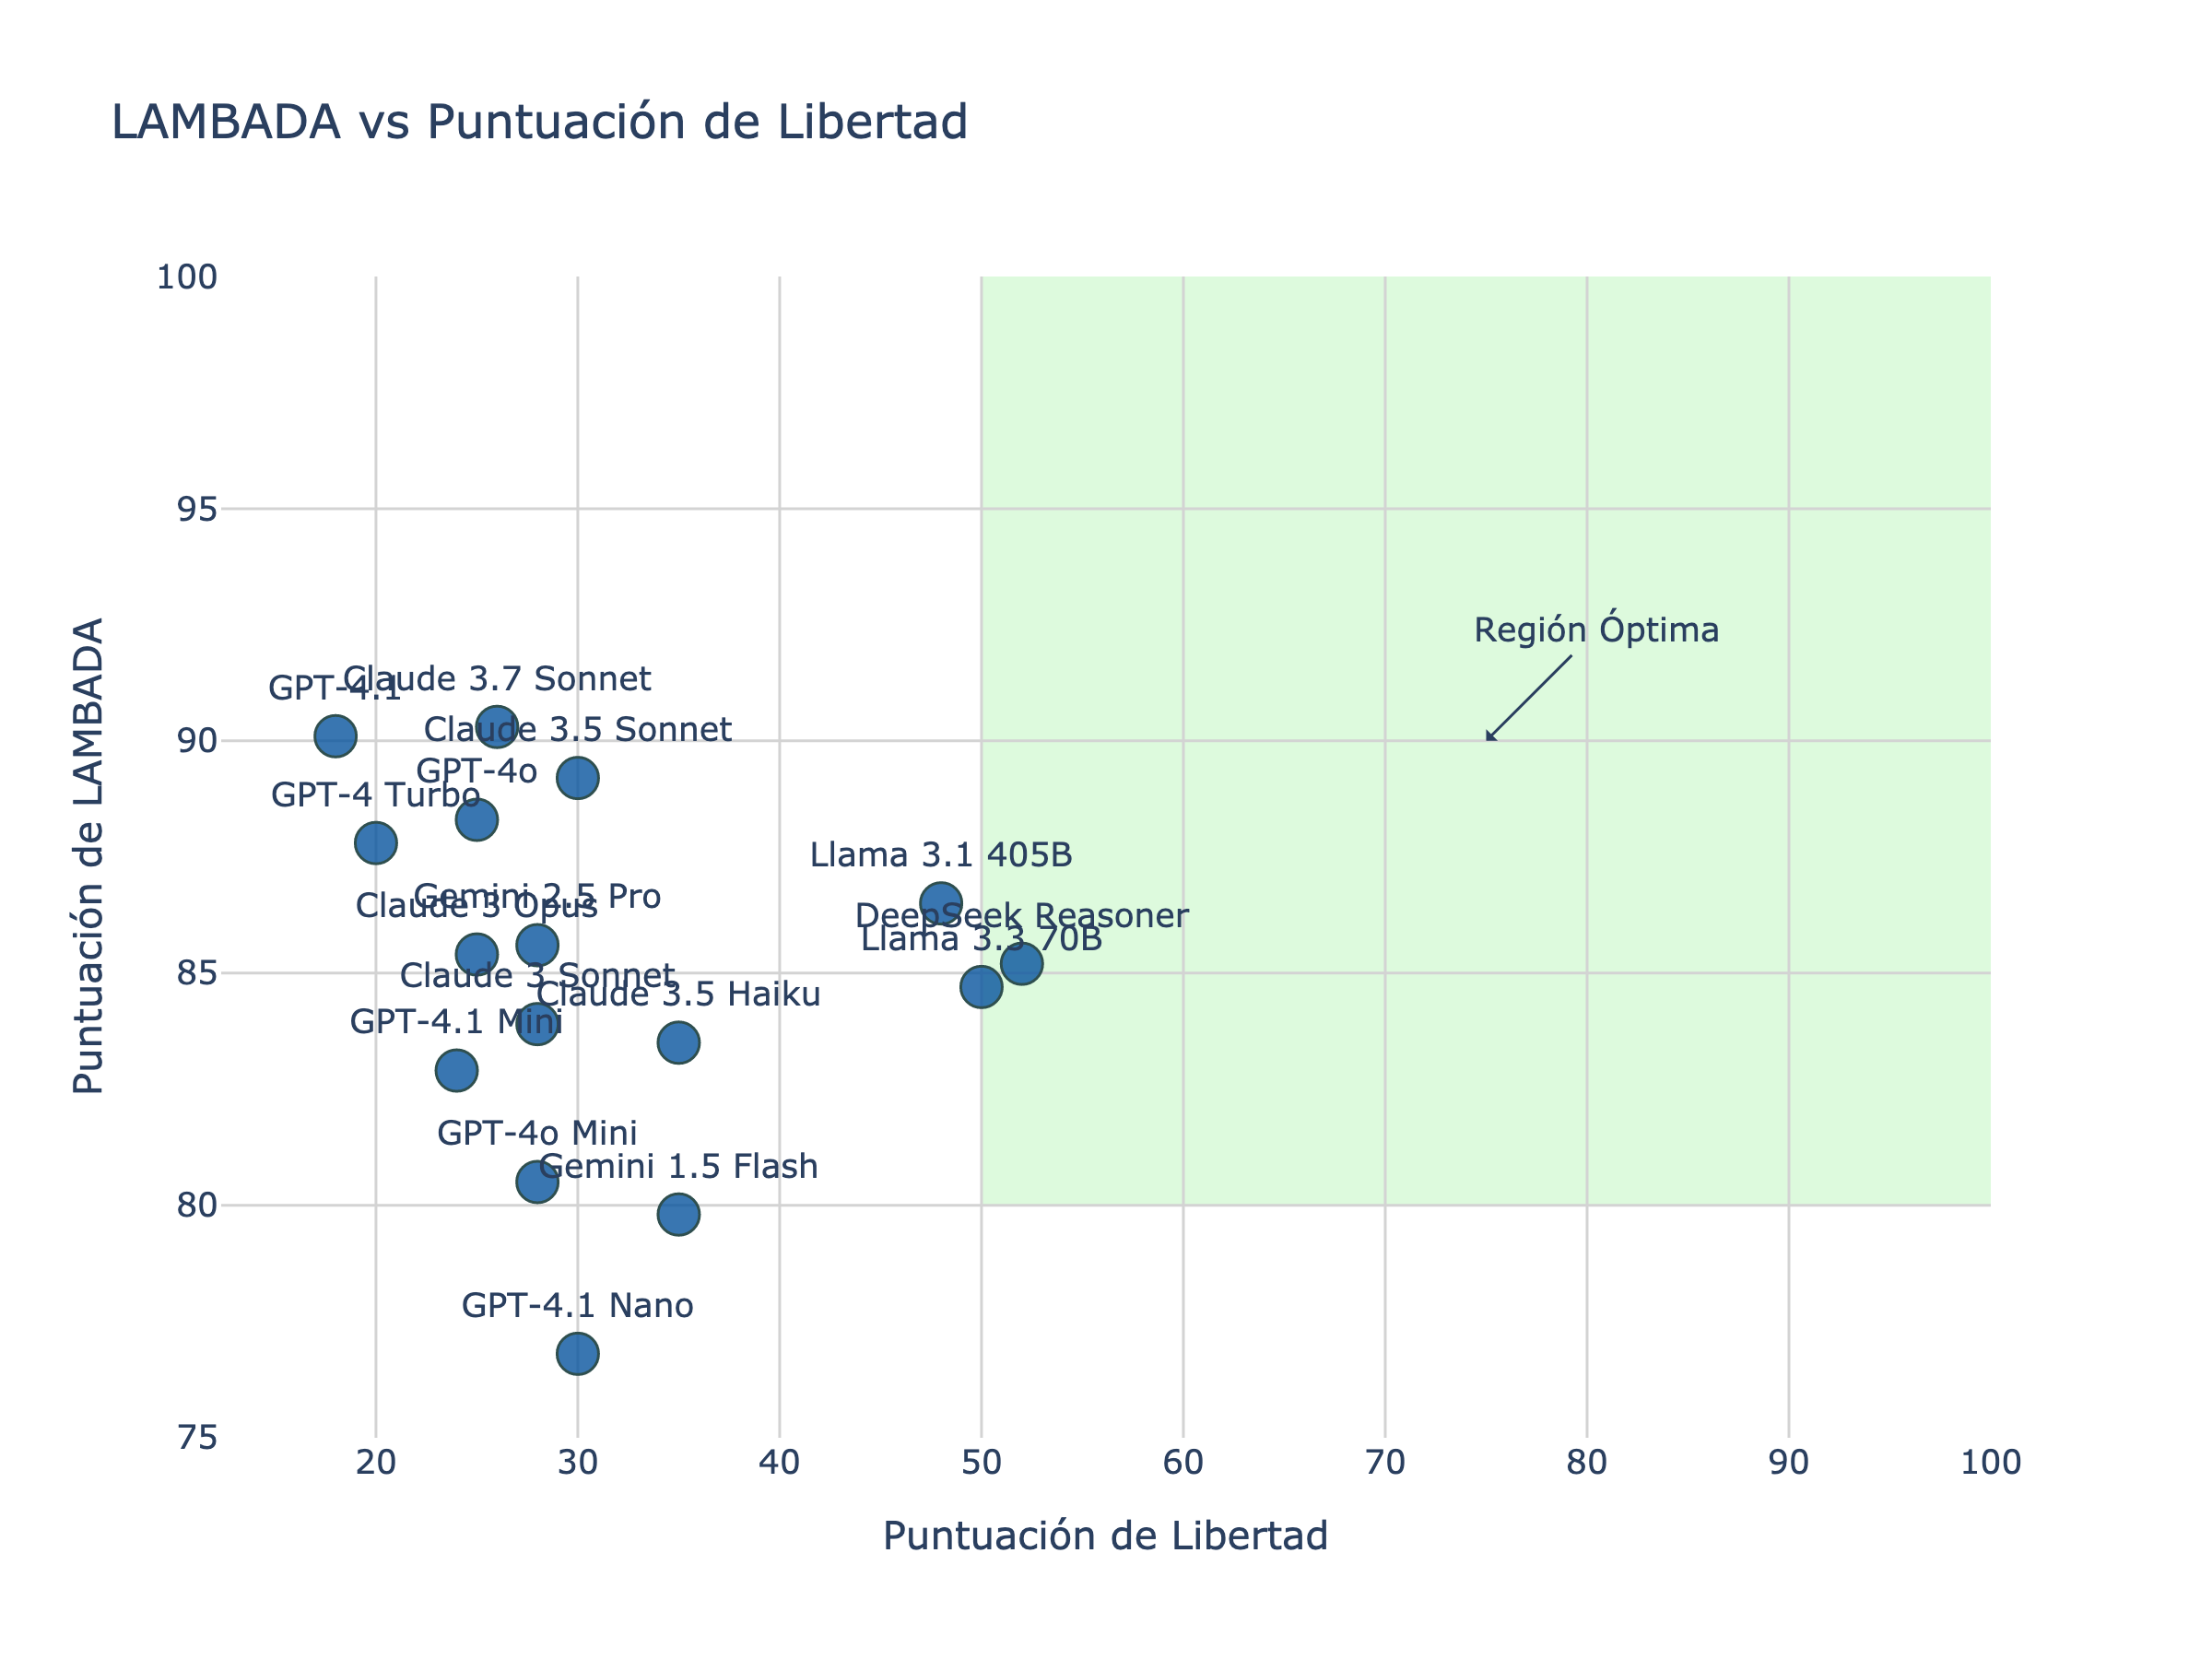 LAMBADA vs Puntuación de Libertad
100
95
90
85
80
75
Puntuación de LAMBADA
Región Óptima
Claude 3.7 Sonnet
GPT-4.1
Claude 3.5 Sonnet
GPT-4o
GPT-4 Turbo
Llama 3.1 405B
Gemini 2.5 Pro
Claude 3 Opus
DeepSeek Reasoner
Llama 3.3 70B
Claude 3 Sonnet
Claude 3.5 Haiku
GPT-4.1 Mini
GPT-4o Mini
Gemini 1.5 Flash
GPT-4.1 Nano
20 30 40 50 60 70 80 90 100
Puntuación de Libertad